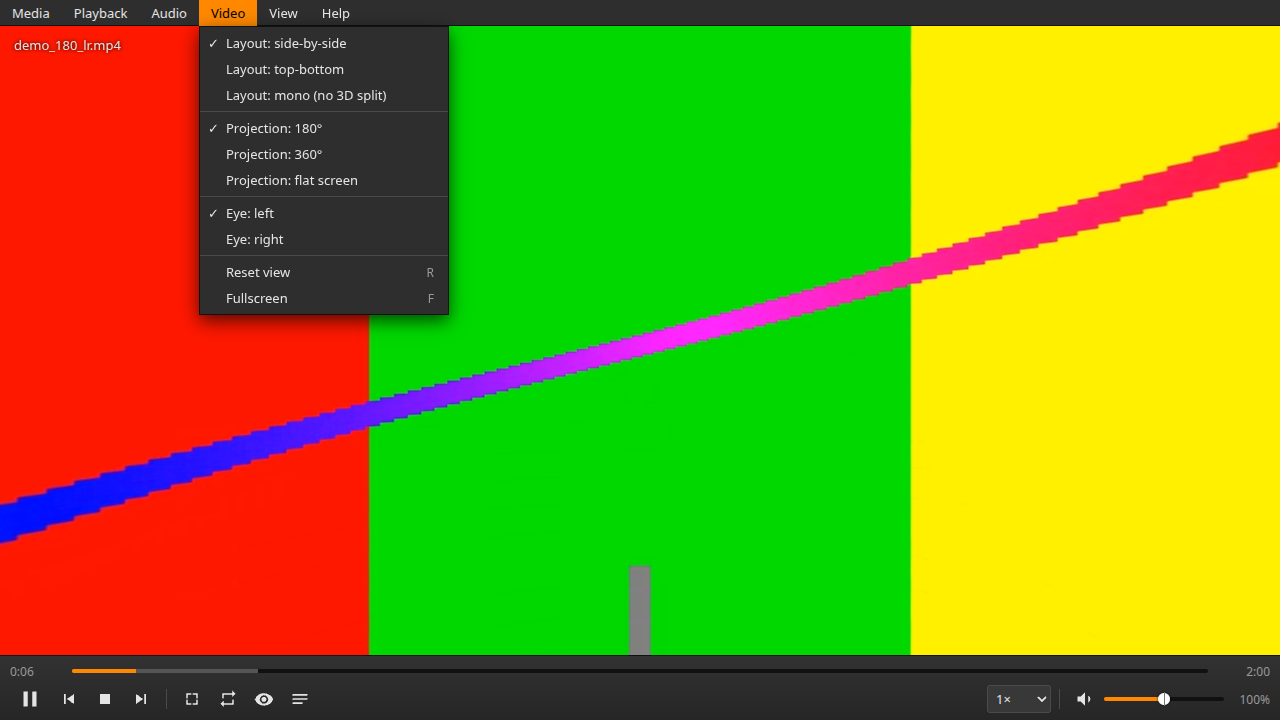 Media Playback Audio Video View Help
demo_180_lr.mp4
✓ Layout: side-by-side
Layout: top-bottom
Layout: mono (no 3D split)
✓ Projection: 180°
Projection: 360°
Projection: flat screen
✓ Eye: left
Eye: right
Reset view R
Fullscreen F
0:06 2:00
1× 100%